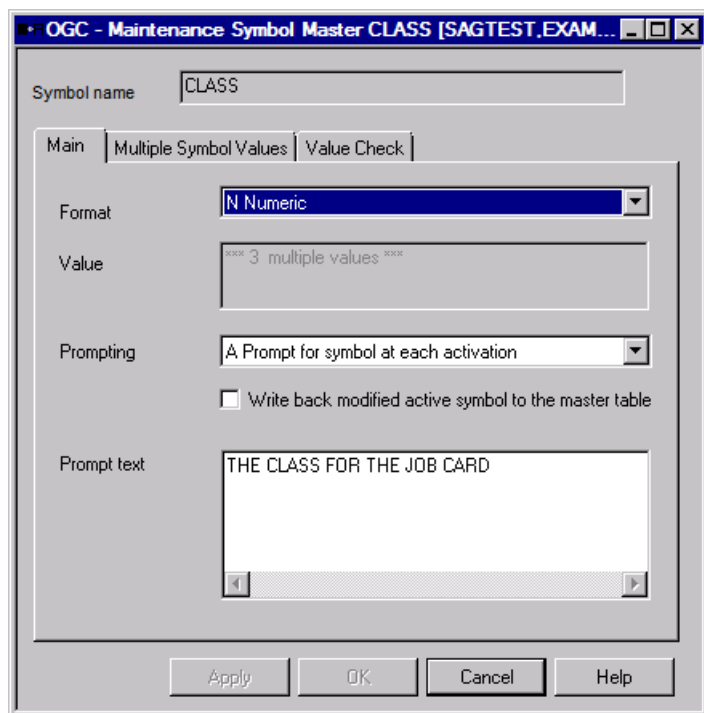 OGC - Maintenance Symbol Master CLASS [SAGTEST.EXAM...
Symbol name CLASS
Main Multiple Symbol Values Value Check
Format N Numeric
Value *** 3 multiple values ***
Prompting A Prompt for symbol at each activation
Write back modified active symbol to the master table
Prompt text THE CLASS FOR THE JOB CARD
Apply OK Cancel Help